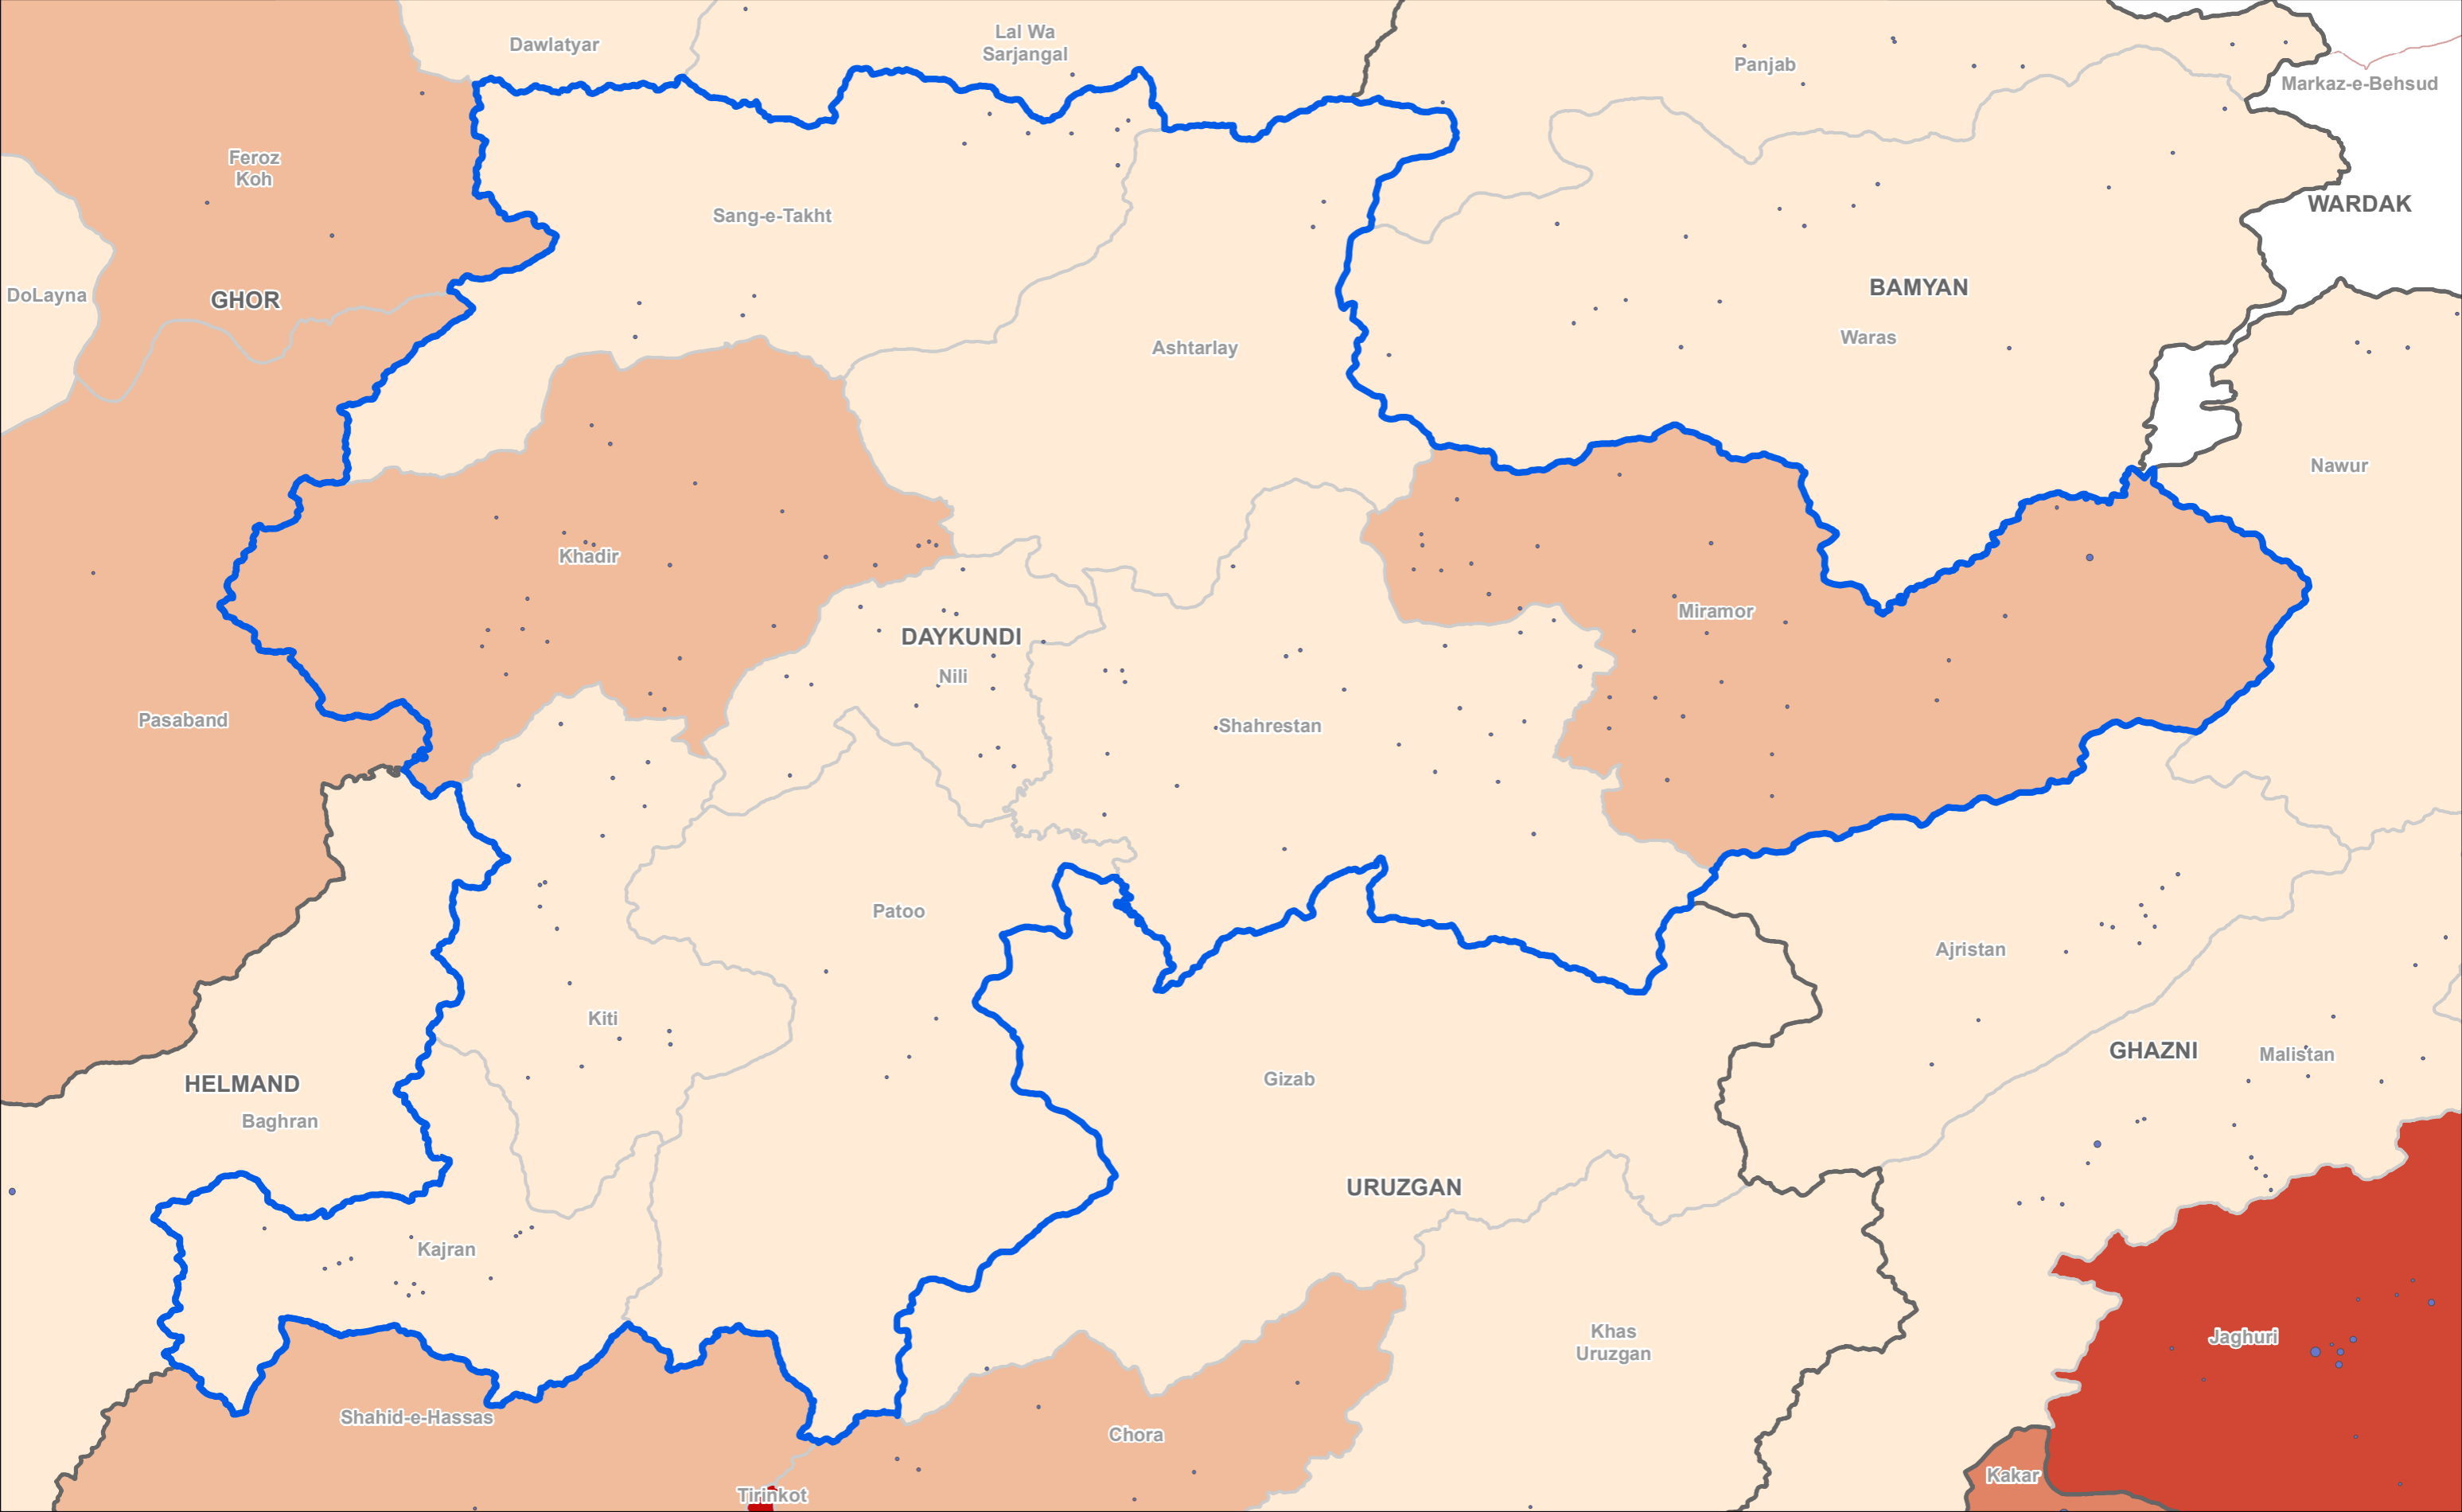 Dawlatyar
Lal Wa
Sarjangal
Panjab
Markaz-e-Behsud
Feroz
Koh
Sang-e-Takht
WARDAK
DoLayna
GHOR
BAMYAN
Waras
Ashtarlay
Nawur
Khadir
Miramor
DAYKUNDI
Nili
Pasaband
Shahrestan
Patoo
Ajristan
Kiti
GHAZNI
Malistan
HELMAND
Gizab
Baghran
URUZGAN
Kajran
Khas
Uruzgan
Jaghuri
Shahid-e-Hassas
Chora
Kakar
Tirinkot